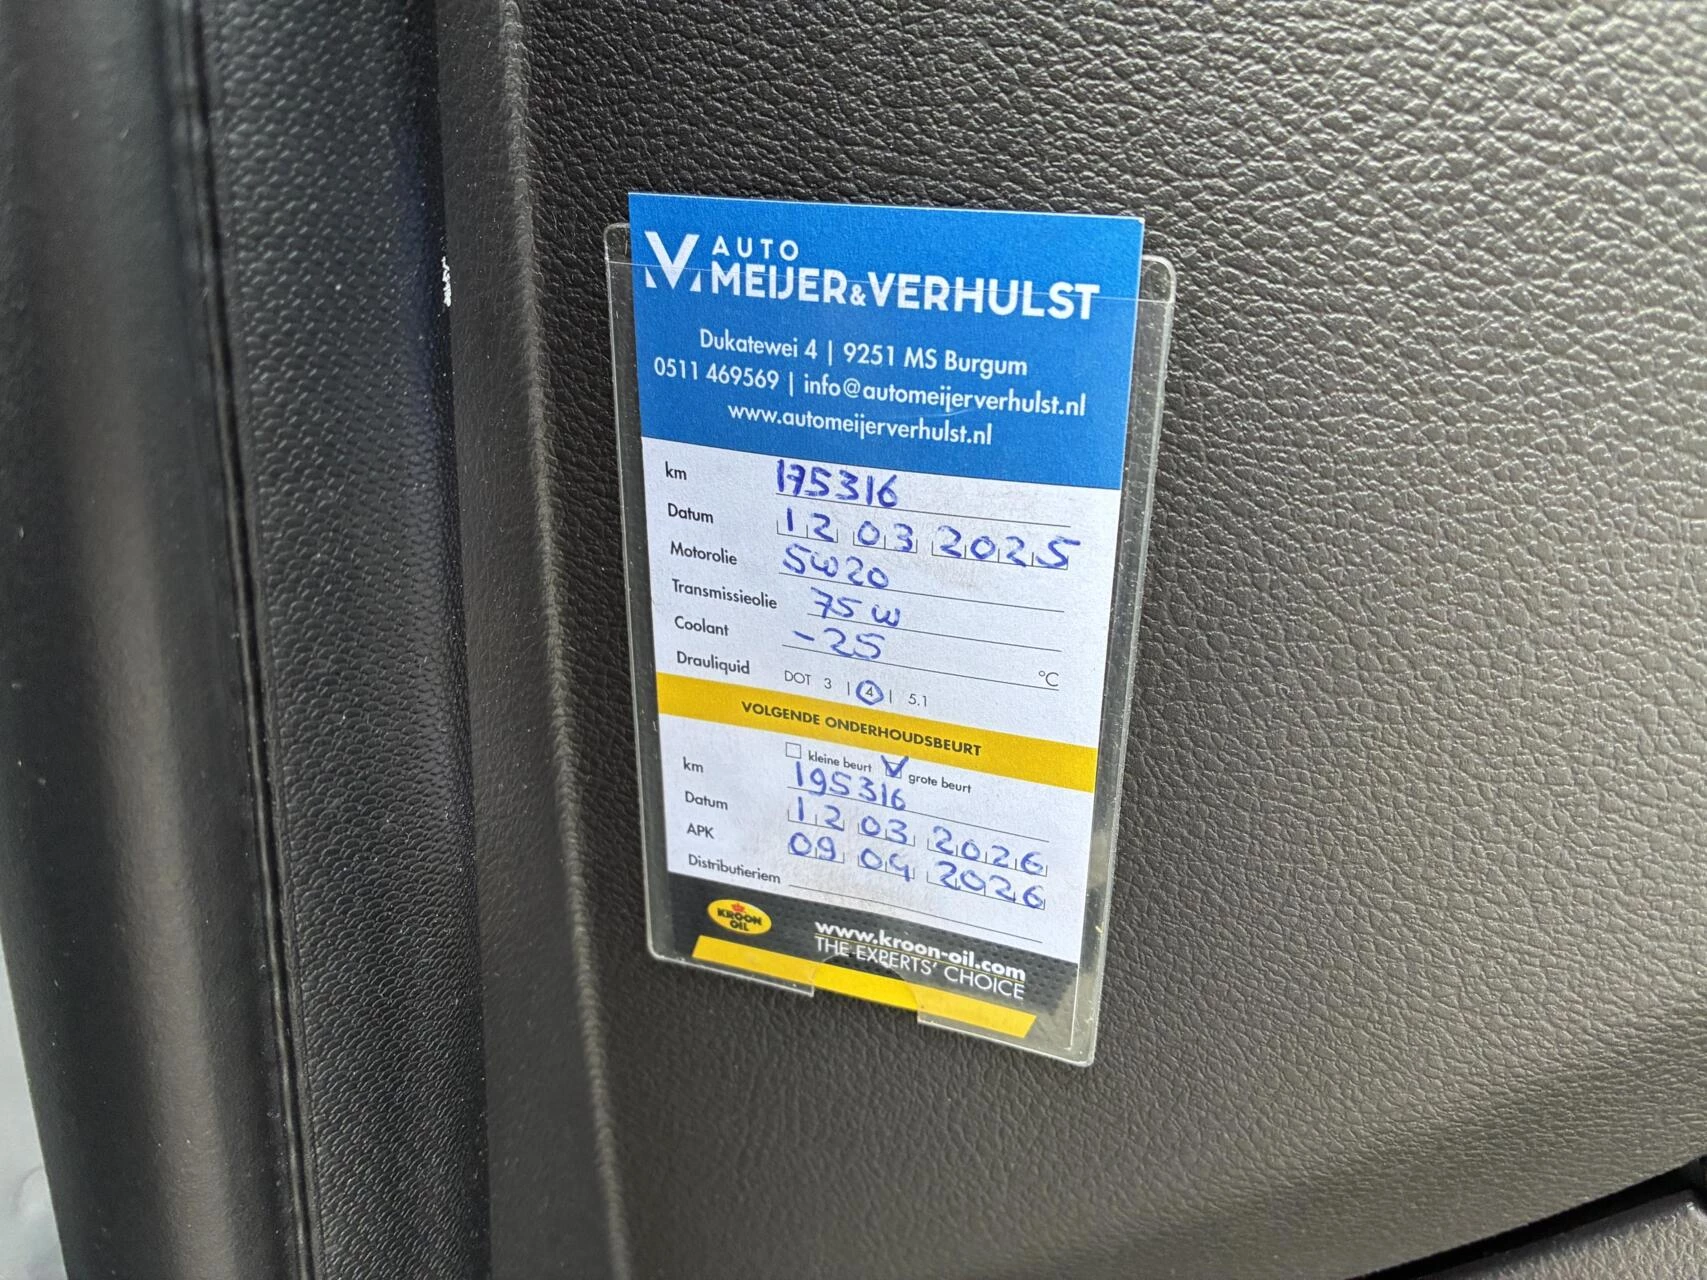 AUTO
MEIJER&VERHULST
Dukatewei 4 | 9251 MS Burgum
0511 469569 | info@automeijerverhulst.nl
www.automeijerverhulst.nl
km 175316
Datum 12 03 2025
Motorolie 5W20
Transmissieolie 75W
Coolant -25 °C
Drauliquid DOT 3 | 4 | 5.1
VOLGENDE ONDERHOUDSBEURT
kleine beurt grote beurt
km 195316
Datum 12 03 2026
APK 09 04 2026
Distributieriem
KROON
OIL
www.kroon-oil.com
THE EXPERTS' CHOICE